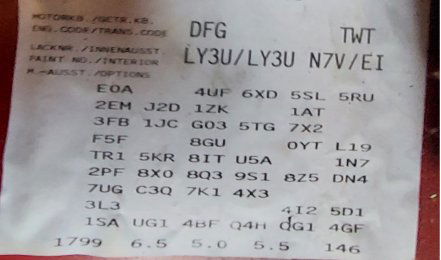 MOTORKB./GETR.KB.
ENG.CODE/TRANS.CODE DFG TWT
LACKNR./INNENAUSST.
PAINT NO./INTERIOR LY3U/LY3U N7V/EI
M.-AUSST./OPTIONS
E0A 4UF 6XD 5SL 5RU
2EM J2D 1ZK 1AT
3FB 1JC G03 5TG 7X2
F5F 8GU 0YT L19
TR1 5KR 8IT U5A 1N7
2PF 8X0 8Q3 9S1 8Z5 DN4
7UG C3Q 7K1 4X3
3L3 4I2 5D1
1SA UG1 4BF Q4H QG1 4GF
1799 6.5 5.0 5.5 146